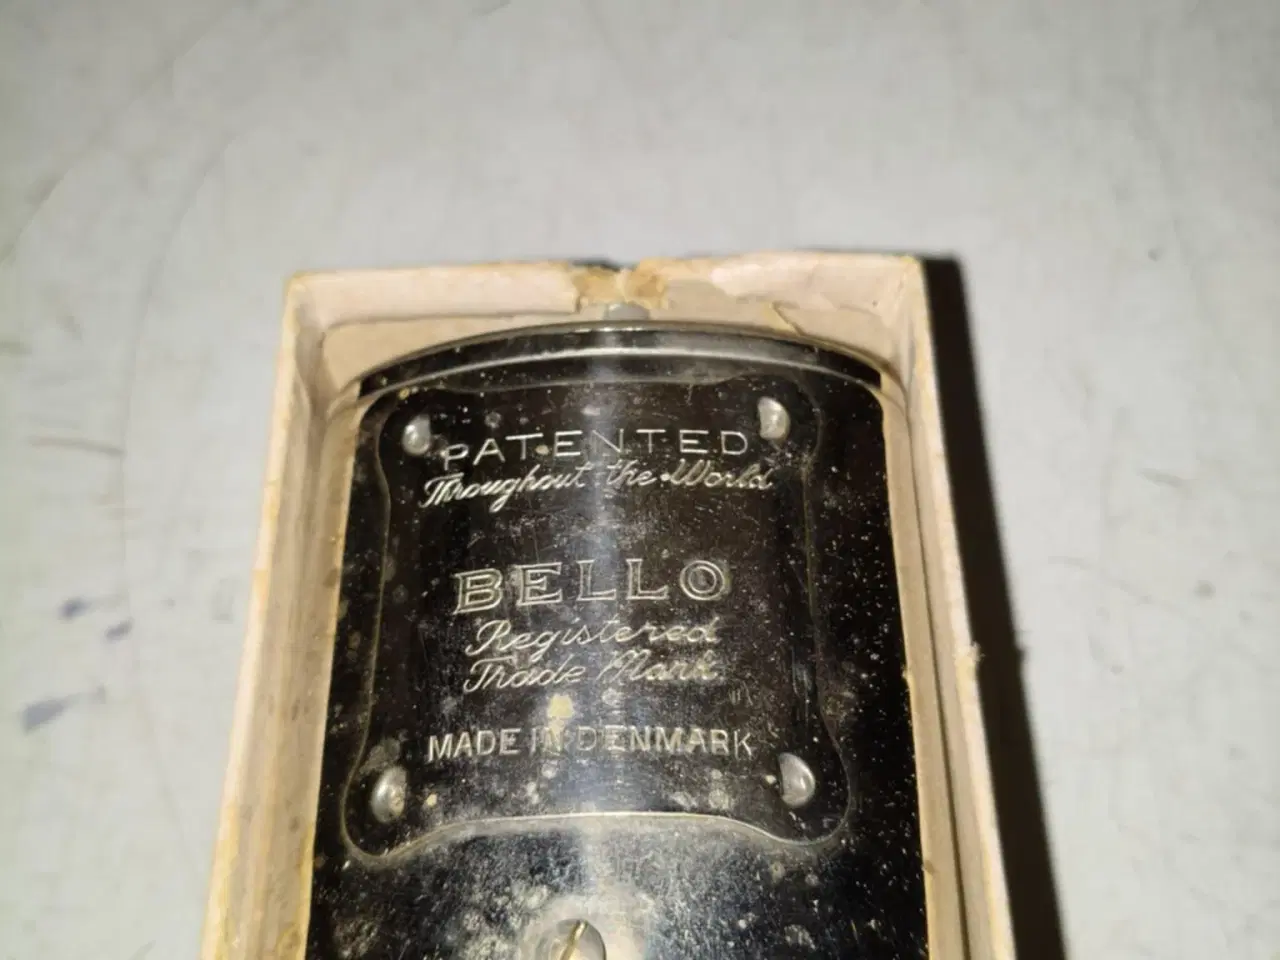 PATENTED
Throughout the World
BELLO
Registered
Trade Mark
MADE IN DENMARK